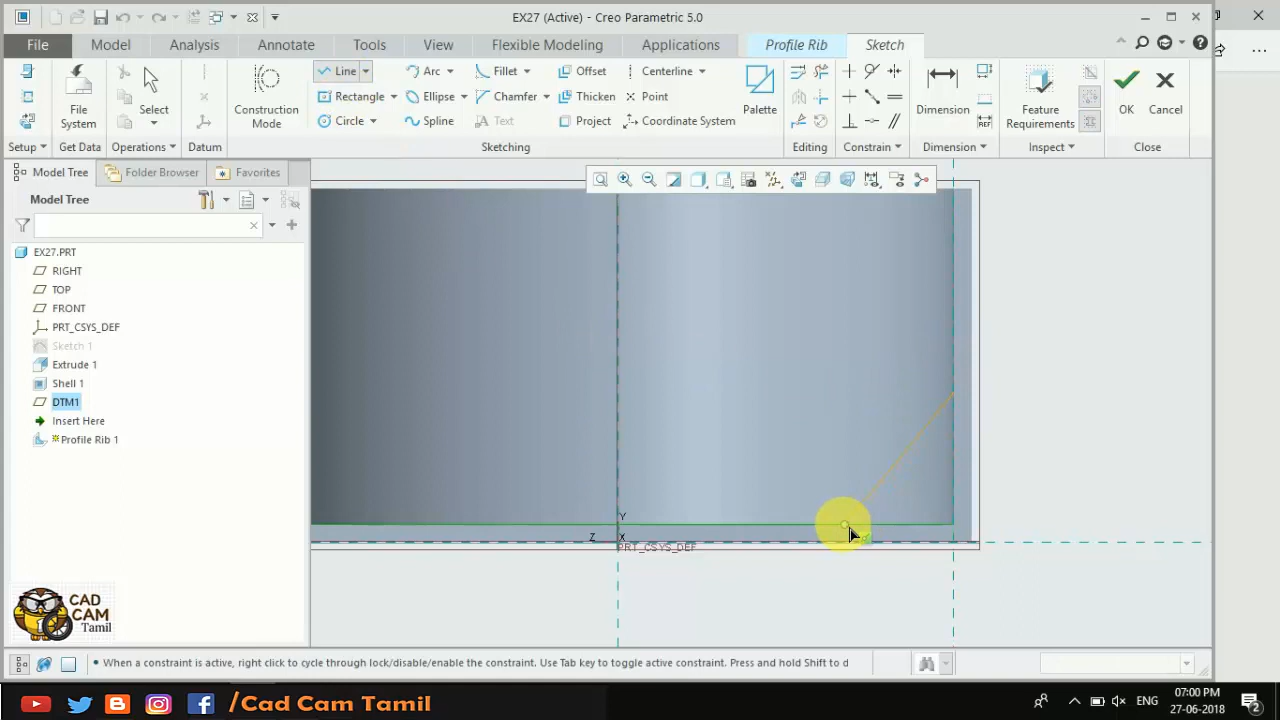 EX27 (Active) - Creo Parametric 5.0
File Model Analysis Annotate Tools View Flexible Modeling Applications Profile Rib Sketch
Line Arc Fillet Offset Centerline
Rectangle Ellipse Chamfer Thicken Point
Circle Spline Text Project Coordinate System
File System
Select
Construction Mode
Palette
Dimension
Feature Requirements
OK
Cancel
Setup Get Data Operations Datum Sketching Editing Constrain Dimension Inspect Close
Model Tree Folder Browser Favorites
Model Tree
EX27.PRT
RIGHT
TOP
FRONT
PRT_CSYS_DEF
Sketch 1
Extrude 1
Shell 1
DTM1
Insert Here
Profile Rib 1
Y
Z X
PRT_CSYS_DEF
CAD
CAM
Tamil
When a constraint is active, right click to cycle through lock/disable/enable the constraint. Use Tab key to toggle active constraint. Press and hold Shift to d
/Cad Cam Tamil
ENG
07:00 PM
27-06-2018
2